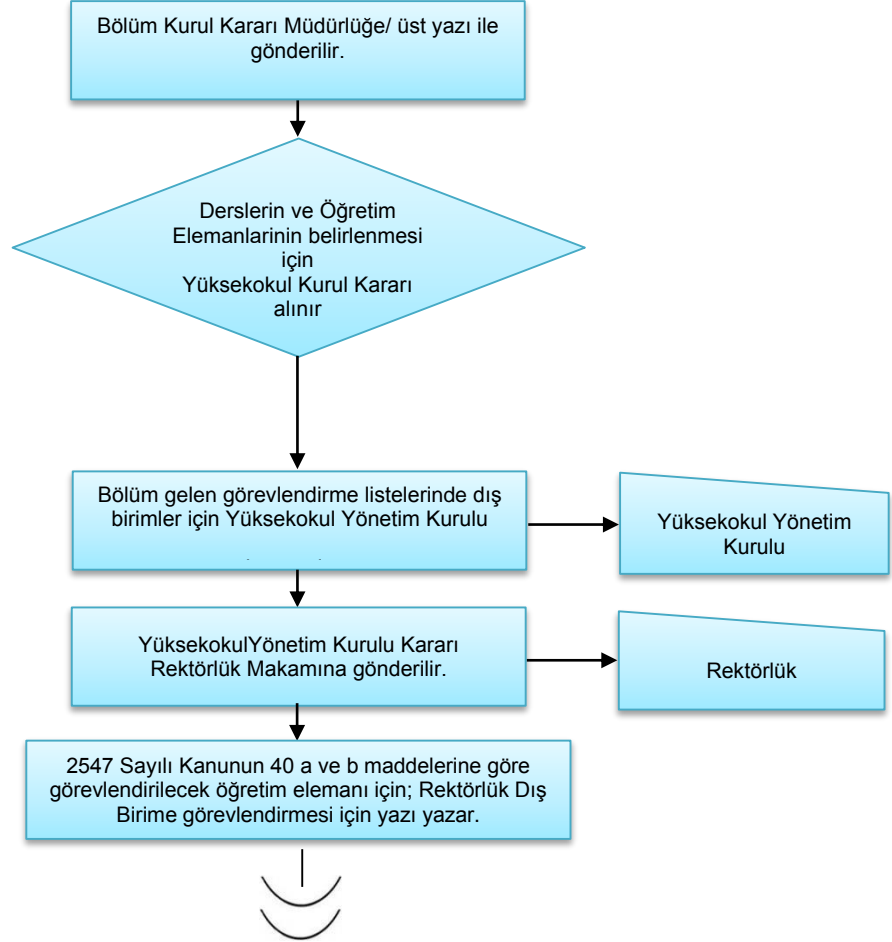 Bölüm Kurul Kararı Müdürlüğe/ üst yazı ile
gönderilir.
Derslerin ve Öğretim
Elemanlarinin belirlenmesi
için
Yüksekokul Kurul Kararı
alınır
Bölüm gelen görevlendirme listelerinde dış
birimler için Yüksekokul Yönetim Kurulu
Yüksekokul Yönetim
Kurulu
YüksekokulYönetim Kurulu Kararı
Rektörlük Makamına gönderilir.
Rektörlük
2547 Sayılı Kanunun 40 a ve b maddelerine göre
görevlendirilecek öğretim elemanı için; Rektörlük Dış
Birime görevlendirmesi için yazı yazar.